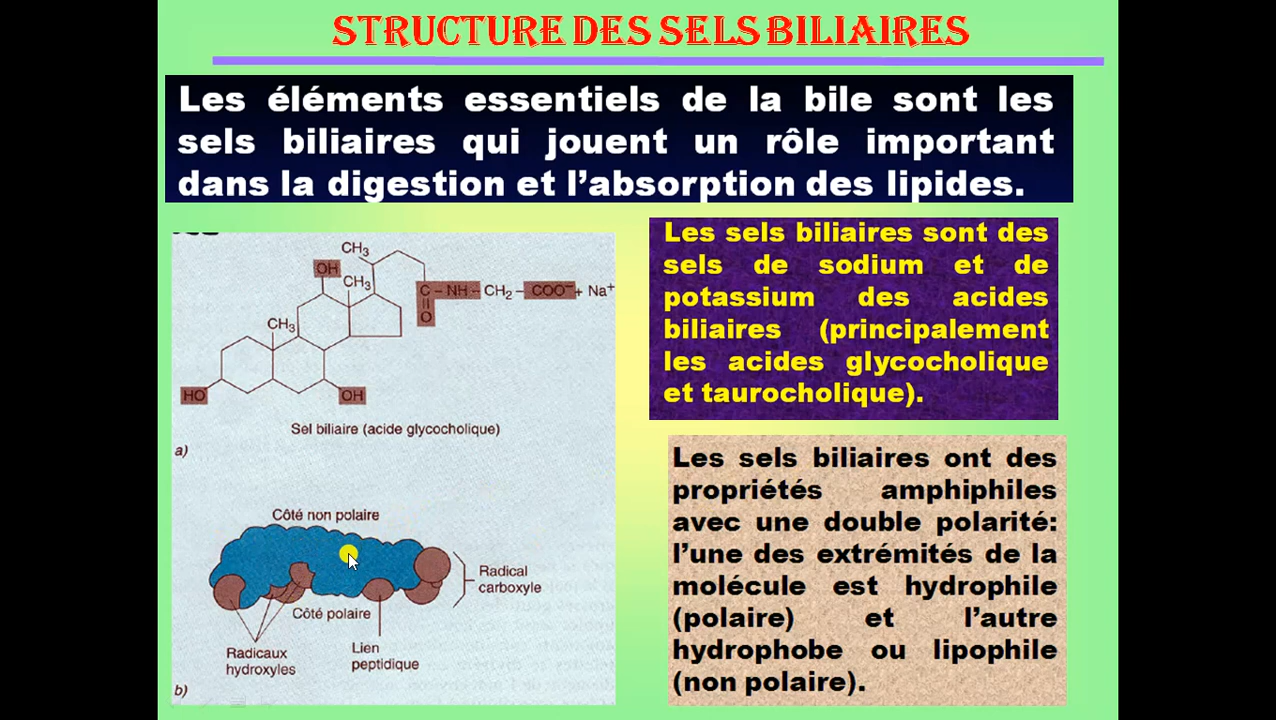 STRUCTURE DES SELS BILIAIRES
Les éléments essentiels de la bile sont les
sels biliaires qui jouent un rôle important
dans la digestion et l'absorption des lipides.
CH3
OH
CH3
C – NH – CH2 – COO⁻ + Na⁺
O
CH3
HO
OH
Sel biliaire (acide glycocholique)
a)
Côté non polaire
Radical
carboxyle
Côté polaire
Radicaux
hydroxyles
Lien
peptidique
b)
Les sels biliaires sont des
sels de sodium et de
potassium des acides
biliaires (principalement
les acides glycocholique
et taurocholique).
Les sels biliaires ont des
propriétés amphiphiles
avec une double polarité:
l'une des extrémités de la
molécule est hydrophile
(polaire) et l'autre
hydrophobe ou lipophile
(non polaire).